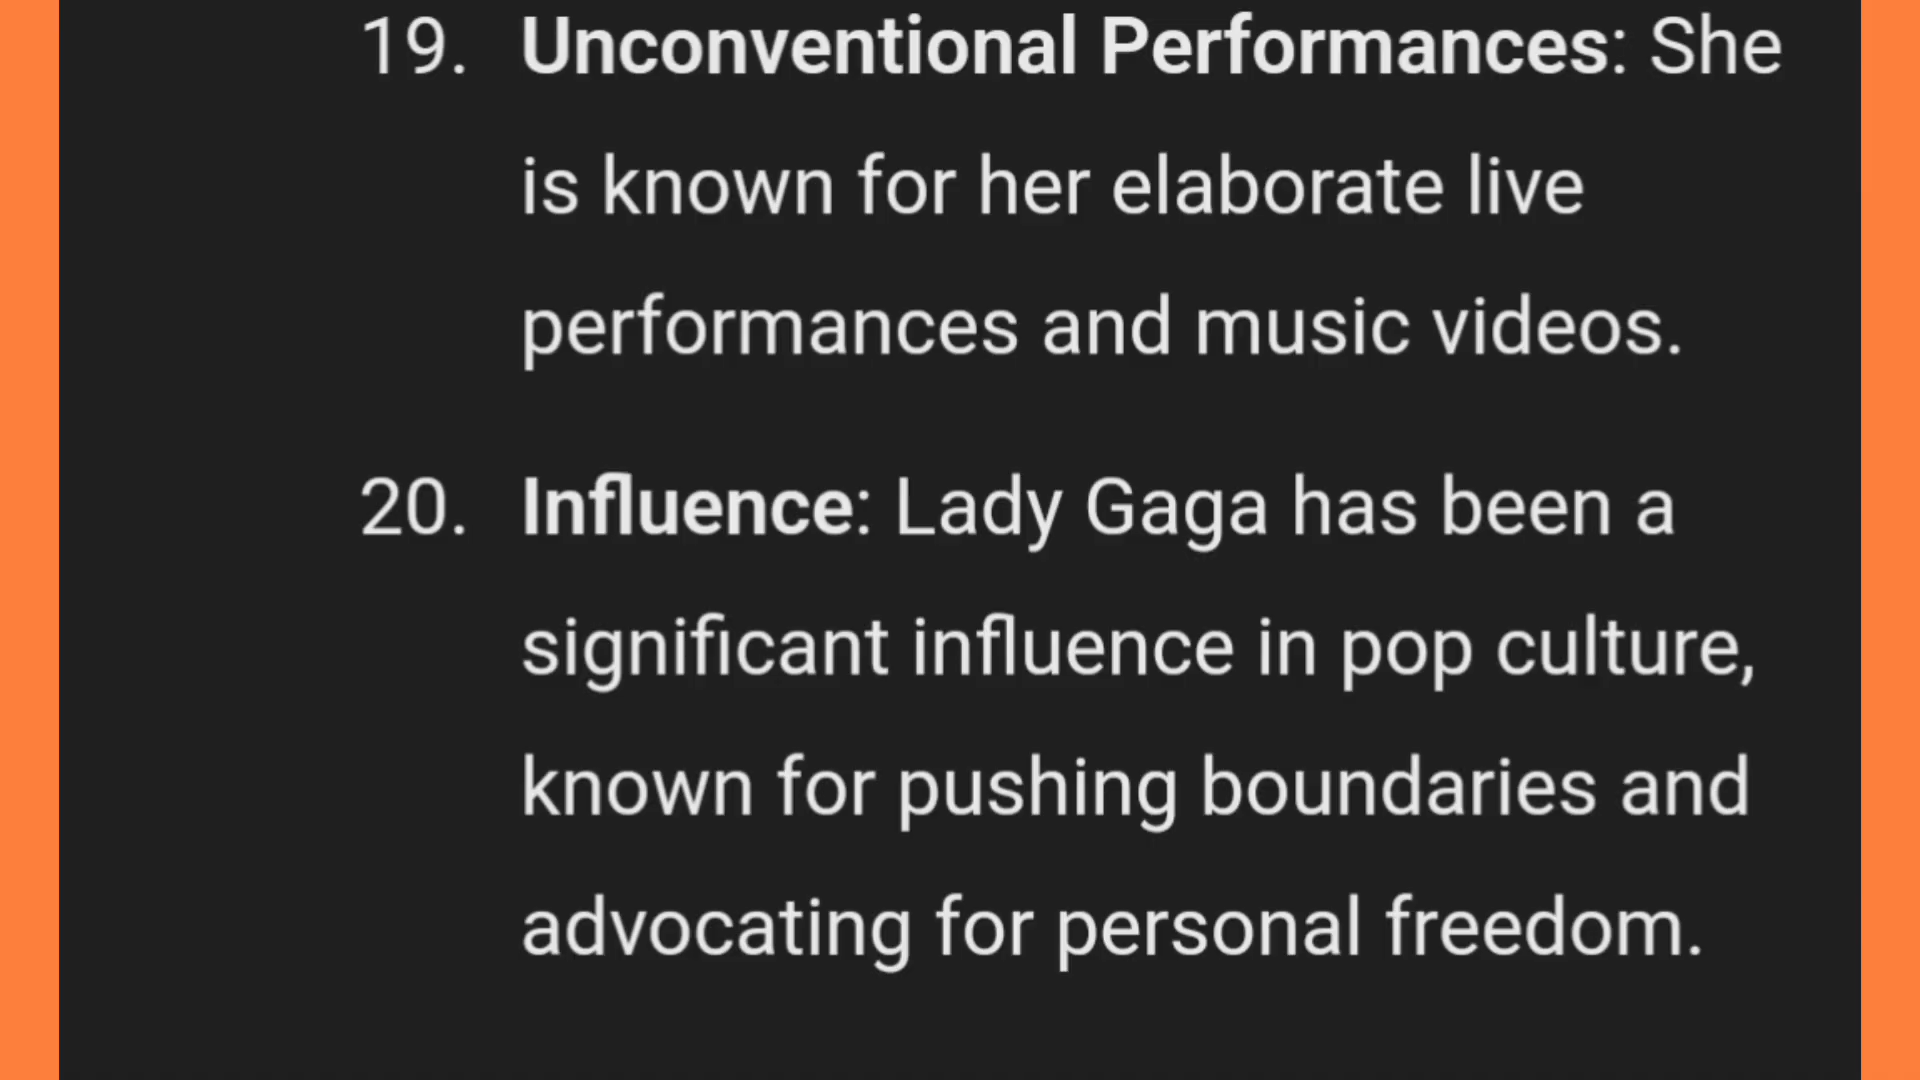 19. Unconventional Performances: She
is known for her elaborate live
performances and music videos.
20. Influence: Lady Gaga has been a
significant influence in pop culture,
known for pushing boundaries and
advocating for personal freedom.